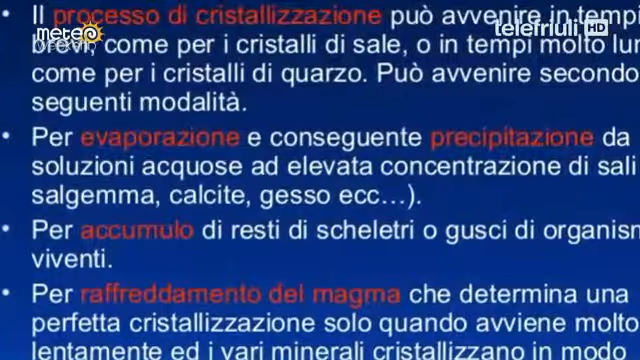 • Il processo di cristallizzazione può avvenire in tempi
meteo
weekend
telefriuli HD
brevi, come per i cristalli di sale, o in tempi molto
come per i cristalli di quarzo. Può avvenire secondo
seguenti modalità.
• Per evaporazione e conseguente precipitazione da
soluzioni acquose ad elevata concentrazione di sali
salgemma, calcite, gesso ecc…).
• Per accumulo di resti di scheletri o gusci di
viventi.
• Per raffreddamento del magma che determina una
perfetta cristallizzazione solo quando avviene molto
lentamente ed i vari minerali cristallizzano in modo